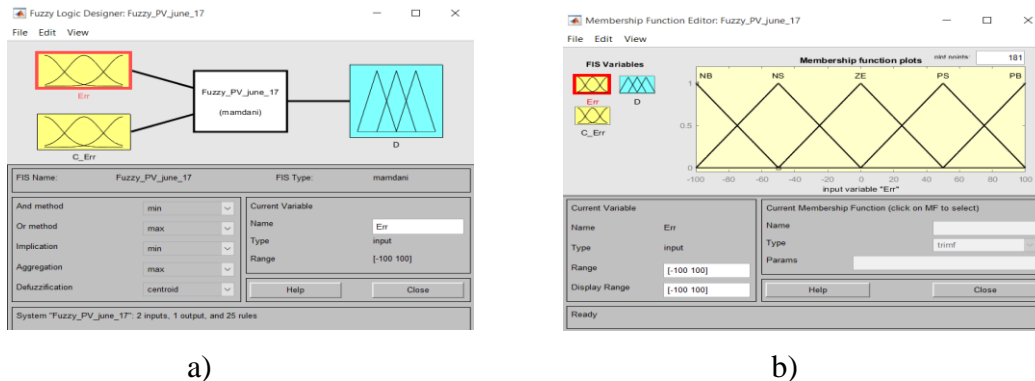 Fuzzy Logic Designer: Fuzzy_PV_june_17
File Edit View
Err
C_Err
Fuzzy_PV_june_17
(mamdani)
D
FIS Name: Fuzzy_PV_june_17 FIS Type: mamdani
And method min
Or method max
Implication min
Aggregation max
Defuzzification centroid
Current Variable
Name Err
Type input
Range [-100 100]
Help Close
System "Fuzzy_PV_june_17": 2 inputs, 1 output, and 25 rules
a)
Membership Function Editor: Fuzzy_PV_june_17
File Edit View
FIS Variables
Err D
C_Err
Membership function plots 181
NB NS ZE PS PB
1
0.5
0
-100 -80 -60 -40 -20 0 20 40 60 80 100
input variable "Err"
Current Variable
Name Err
Type input
Range [-100 100]
Display Range [-100 100]
Current Membership Function (click on MF to select)
Name
Type trimf
Params
Help Close
Ready
b)